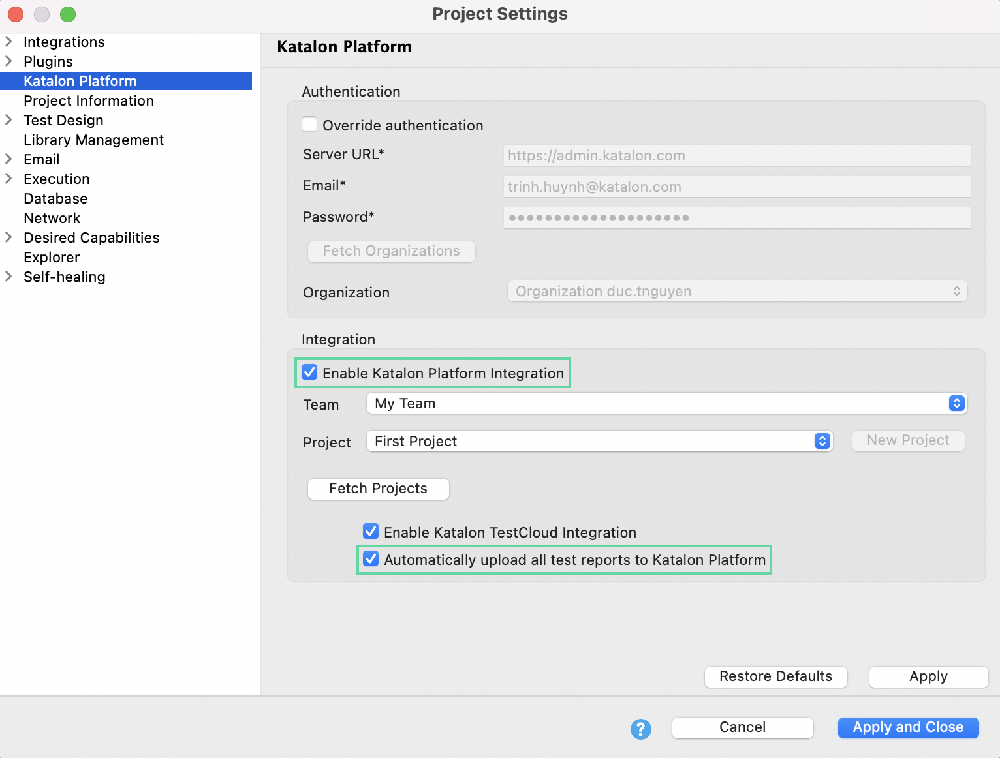 Project Settings
Integrations
Plugins
Katalon Platform
Project Information
Test Design
Library Management
Email
Execution
Database
Network
Desired Capabilities
Explorer
Self-healing
Katalon Platform
Authentication
Override authentication
Server URL* https://admin.katalon.com
Email* trinh.huynh@katalon.com
Password* ●●●●●●●●●●●●●●●●●●●●
Fetch Organizations
Organization Organization duc.tnguyen
Integration
Enable Katalon Platform Integration
Team My Team
Project First Project New Project
Fetch Projects
Enable Katalon TestCloud Integration
Automatically upload all test reports to Katalon Platform
Restore Defaults Apply
? Cancel Apply and Close